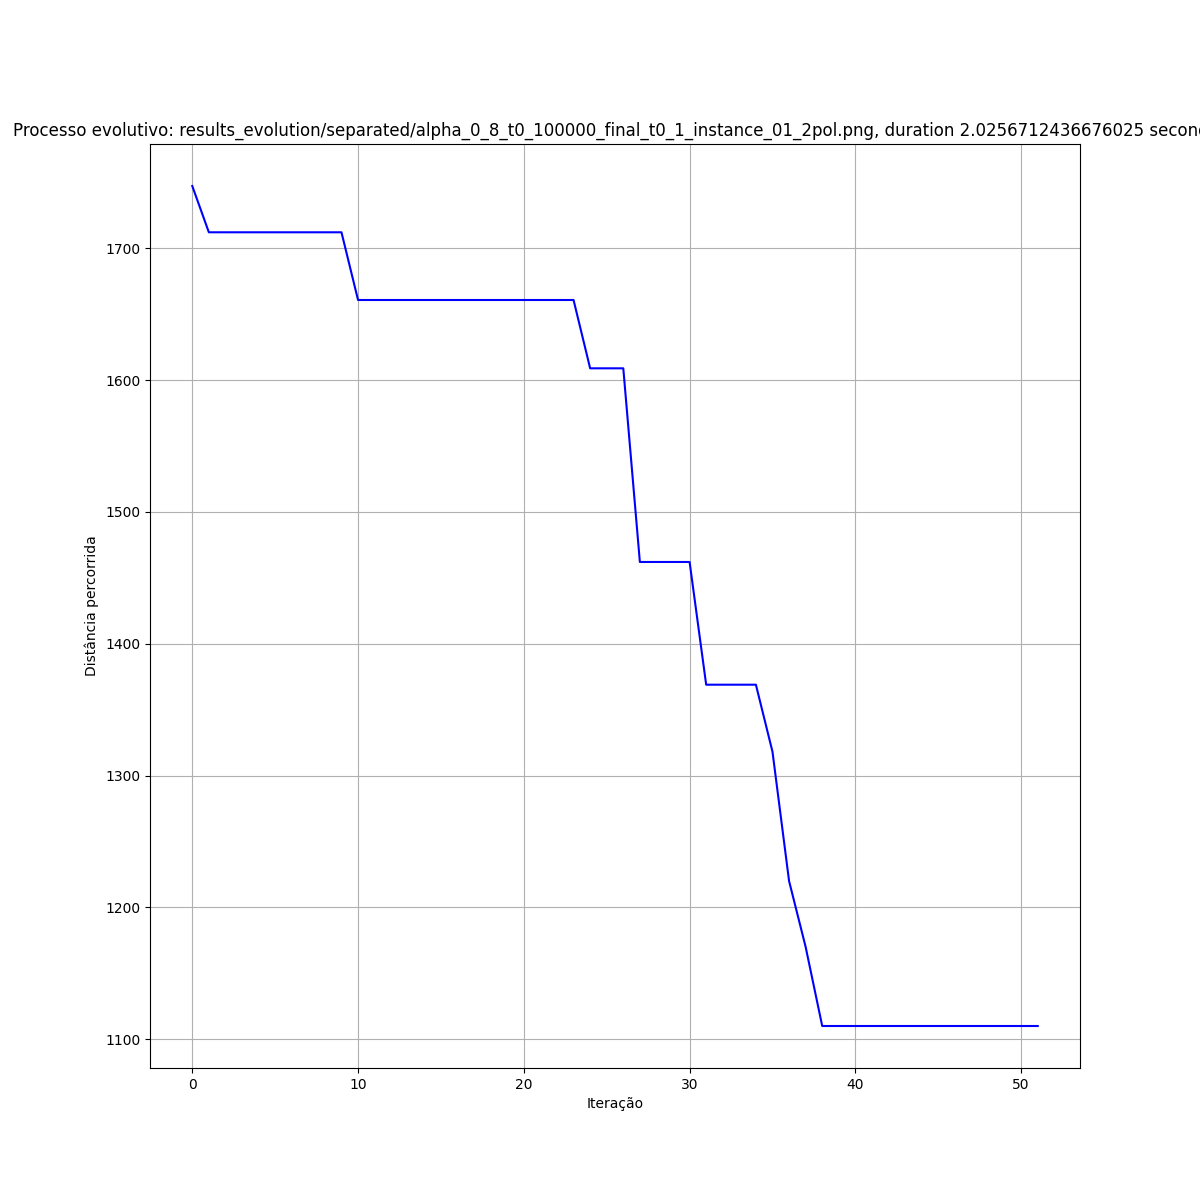 Processo evolutivo: results_evolution/separated/alpha_0_8_t0_100000_final_t0_1_instance_01_2pol.png, duration 2.0256712436676025
1700
1600
1500
1400
1300
1200
1100
Distância percorrida
0 10 20 30 40 50
Iteração